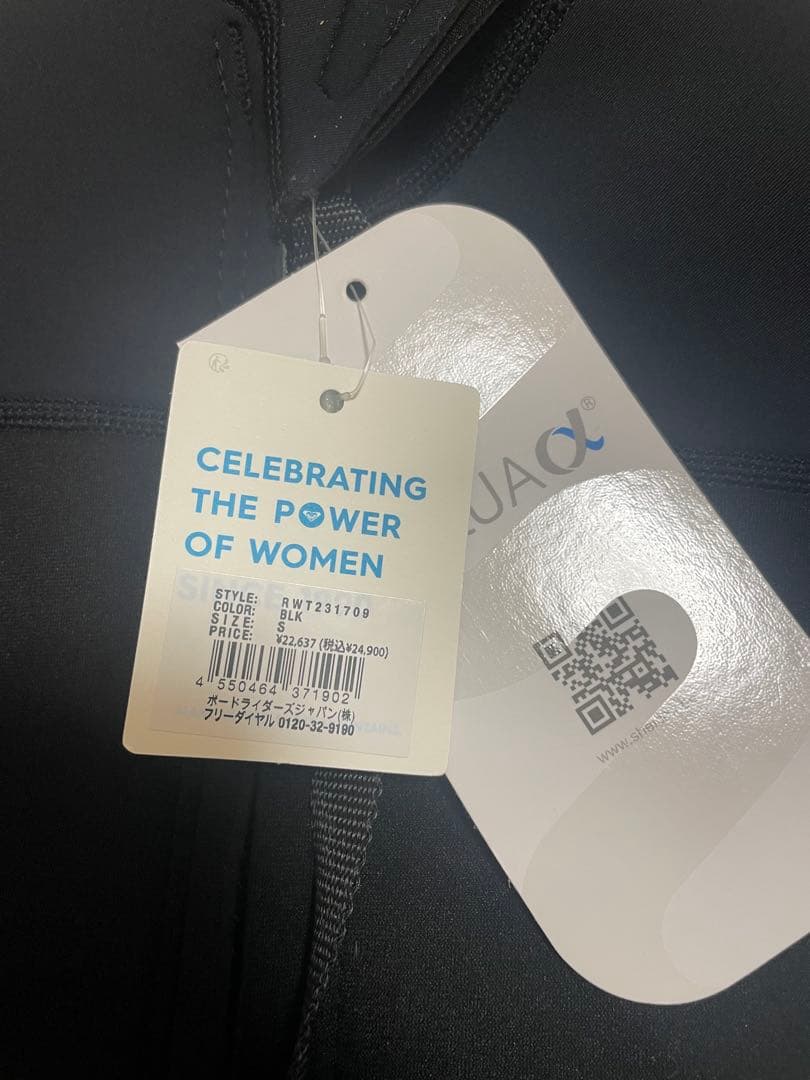 CELEBRATING
THE POWER
OF WOMEN
STYLE: RWT231709
COLOR: BLK
SIZE: S
PRICE: ¥22,637 (税込¥24,900)
4 550464 371902
ボードライダーズジャパン(株)
フリーダイヤル 0120-32-9190